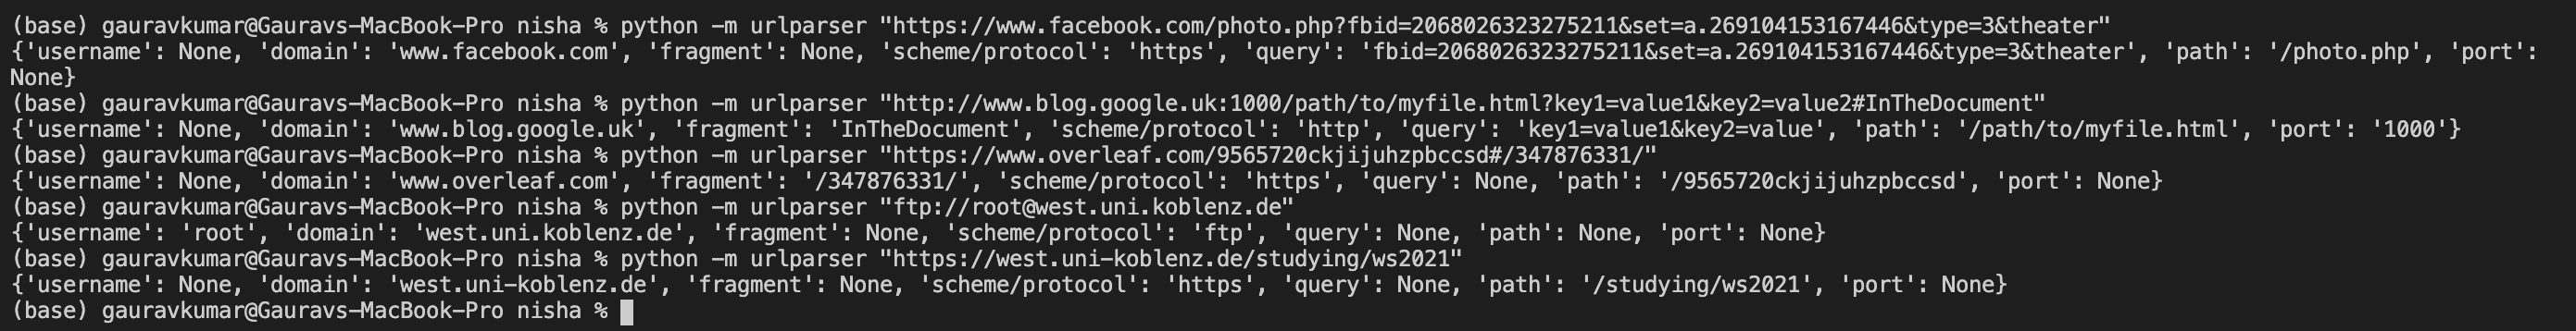 (base) gauravkumar@Gauravs-MacBook-Pro nisha % python -m urlparser "https://www.facebook.com/photo.php?fbid=2068026323275211&set=a.269104153167446&type=3&theater"
{'username': None, 'domain': 'www.facebook.com', 'fragment': None, 'scheme/protocol': 'https', 'query': 'fbid=2068026323275211&set=a.269104153167446&type=3&theater', 'path': '/photo.php', 'port':
None}
(base) gauravkumar@Gauravs-MacBook-Pro nisha % python -m urlparser "http://www.blog.google.uk:1000/path/to/myfile.html?key1=value1&key2=value2#InTheDocument"
{'username': None, 'domain': 'www.blog.google.uk', 'fragment': 'InTheDocument', 'scheme/protocol': 'http', 'query': 'key1=value1&key2=value', 'path': '/path/to/myfile.html', 'port': '1000'}
(base) gauravkumar@Gauravs-MacBook-Pro nisha % python -m urlparser "https://www.overleaf.com/9565720ckjijuhzpbccsd#/347876331/"
{'username': None, 'domain': 'www.overleaf.com', 'fragment': '/347876331/', 'scheme/protocol': 'https', 'query': None, 'path': '/9565720ckjijuhzpbccsd', 'port': None}
(base) gauravkumar@Gauravs-MacBook-Pro nisha % python -m urlparser "ftp://root@west.uni.koblenz.de"
{'username': 'root', 'domain': 'west.uni.koblenz.de', 'fragment': None, 'scheme/protocol': 'ftp', 'query': None, 'path': None, 'port': None}
(base) gauravkumar@Gauravs-MacBook-Pro nisha % python -m urlparser "https://west.uni-koblenz.de/studying/ws2021"
{'username': None, 'domain': 'west.uni-koblenz.de', 'fragment': None, 'scheme/protocol': 'https', 'query': None, 'path': '/studying/ws2021', 'port': None}
(base) gauravkumar@Gauravs-MacBook-Pro nisha %